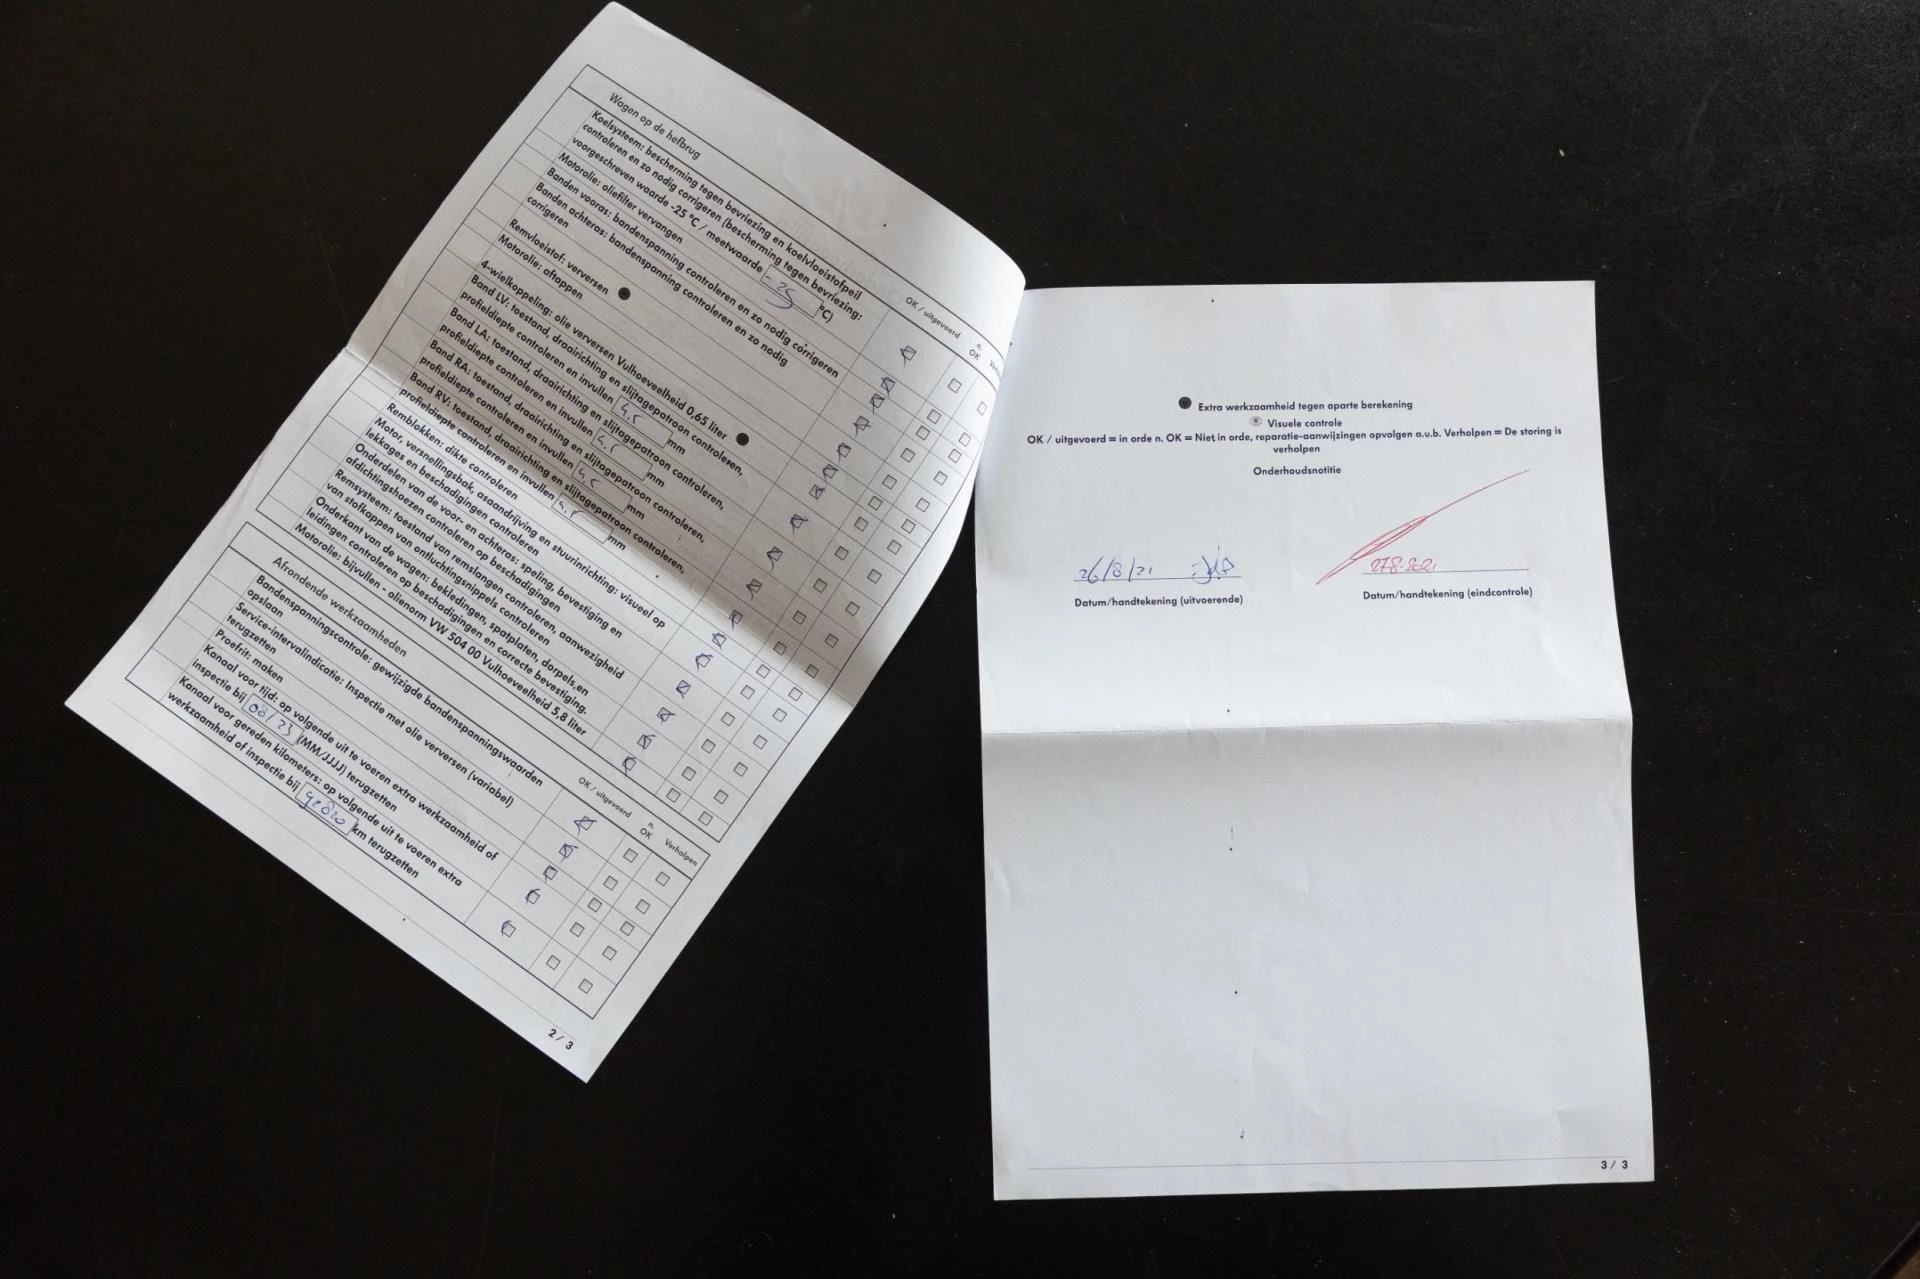 Wagen op de hefbrug
OK / uitgevoerd
n. OK
Koelsysteem: bescherming tegen bevriezing en koelvloeistofpeil
controleren en zo nodig corrigeren (bescherming tegen bevriezing:
voorgeschreven waarde -25 °C / meetwaarde -25 °C)
Motorolie: oliefilter vervangen
Banden vooras: bandenspanning controleren en zo nodig corrigeren
Banden achteras: bandenspanning controleren en zo nodig
corrigeren
Remvloeistof: verversen
Motorolie: aftappen
4-wielkoppeling: olie verversen Vulhoeveelheid 0,65 liter
Band LV: toestand, draairichting en slijtagepatroon controleren,
profieldiepte controleren en invullen 4,5 mm
Band LA: toestand, draairichting en slijtagepatroon controleren,
profieldiepte controleren en invullen 4,5 mm
Band RA: toestand, draairichting en slijtagepatroon controleren,
profieldiepte controleren en invullen 4,5 mm
Band RV: toestand, draairichting en slijtagepatroon controleren,
profieldiepte controleren en invullen 4,5 mm
Remblokken: dikte controleren
Motor, versnellingsbak, asaandrijving en stuurinrichting: visueel op
lekkages en beschadigingen controleren
Onderdelen van de voor- en achteras: speling, bevestiging en
afdichtingshoezen controleren op beschadigingen
Remsysteem: toestand van remslangen controleren, aanwezigheid
van stofkappen van ontluchtingsnippels controleren
Onderkant van de wagen: bekledingen, spatplaten, dorpels en
leidingen controleren op beschadigingen en correcte bevestiging.
Motorolie: bijvullen - olienorm VW 504 00 Vulhoeveelheid 5,8 liter
Afrondende werkzaamheden
OK / uitgevoerd
n. OK
Verholpen
Bandenspanningscontrole: gewijzigde bandenspanningswaarden
opslaan
Service-intervalindicatie: Inspectie met olie verversen (variabel)
terugzetten
Proefrit: maken
Kanaal voor tijd: op volgende uit te voeren extra werkzaamheid of
inspectie bij 08/23 (MM/JJJJ) terugzetten
Kanaal voor gereden kilometers: op volgende uit te voeren extra
werkzaamheid of inspectie bij 92820 km terugzetten
2 / 3
Extra werkzaamheid tegen aparte berekening
Visuele controle
OK / uitgevoerd = in orde n. OK = Niet in orde, reparatie-aanwijzingen opvolgen a.u.b. Verholpen = De storing is
verholpen
Onderhoudsnotitie
26/8/21
27-8-2021
Datum/handtekening (uitvoerende)
Datum/handtekening (eindcontrole)
3 / 3